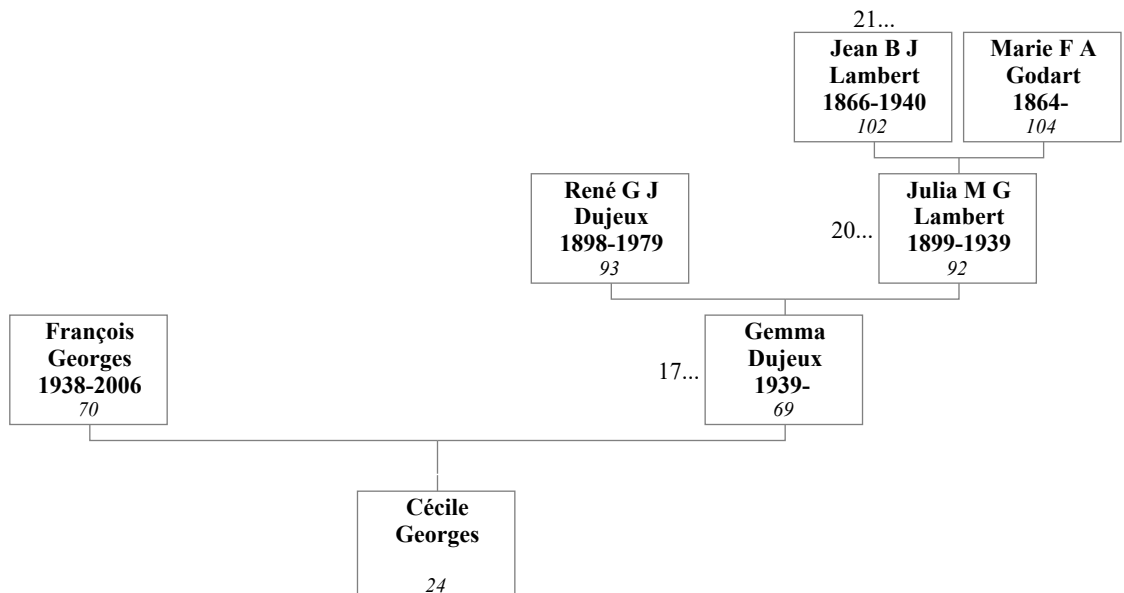 21...
Jean B J
Lambert
1866-1940
102
Marie F A
Godart
1864-
104
René G J
Dujeux
1898-1979
93
20...
Julia M G
Lambert
1899-1939
92
François
Georges
1938-2006
70
17...
Gemma
Dujeux
1939-
69
Cécile
Georges
24